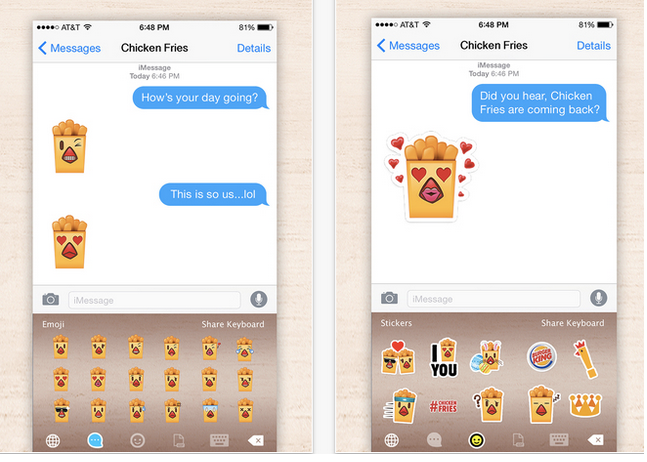 AT&T 6:48 PM 81%
Messages Chicken Fries Details
iMessage
Today 6:46 PM
How's your day going?
This is so us...lol
iMessage
Emoji Share Keyboard
AT&T 6:48 PM 81%
Messages Chicken Fries Details
iMessage
Today 6:46 PM
Did you hear, Chicken
Fries are coming back?
iMessage
Stickers Share Keyboard
I
YOU
BURGER
KING
?
#CHICKEN
FRIES